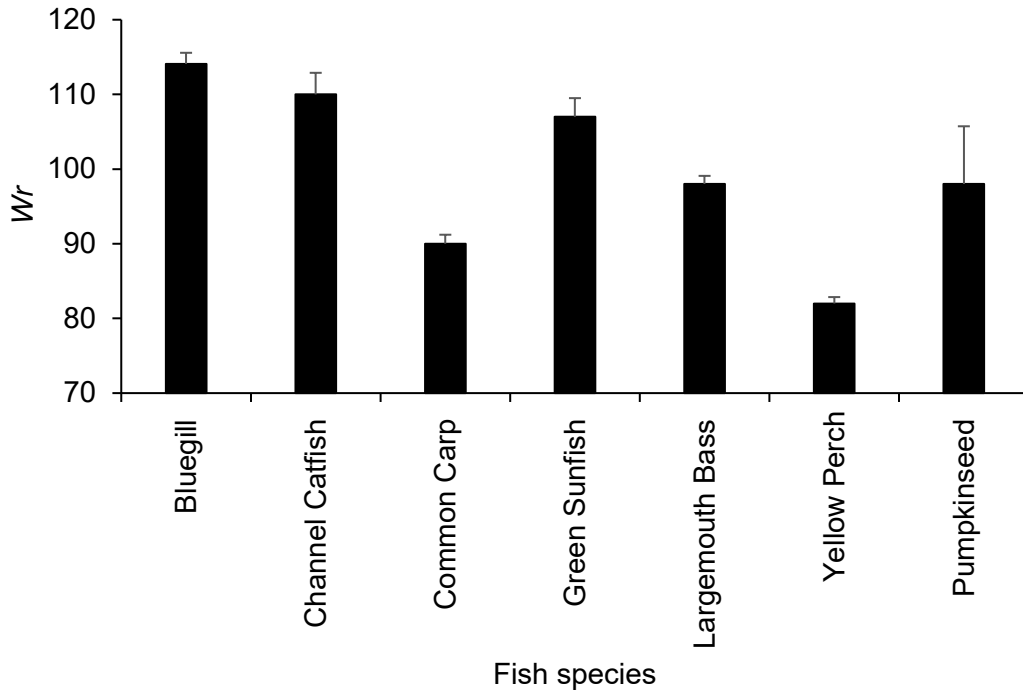 120
110
100
90
80
70
Wr
Bluegill
Channel Catfish
Common Carp
Green Sunfish
Largemouth Bass
Yellow Perch
Pumpkinseed
Fish species